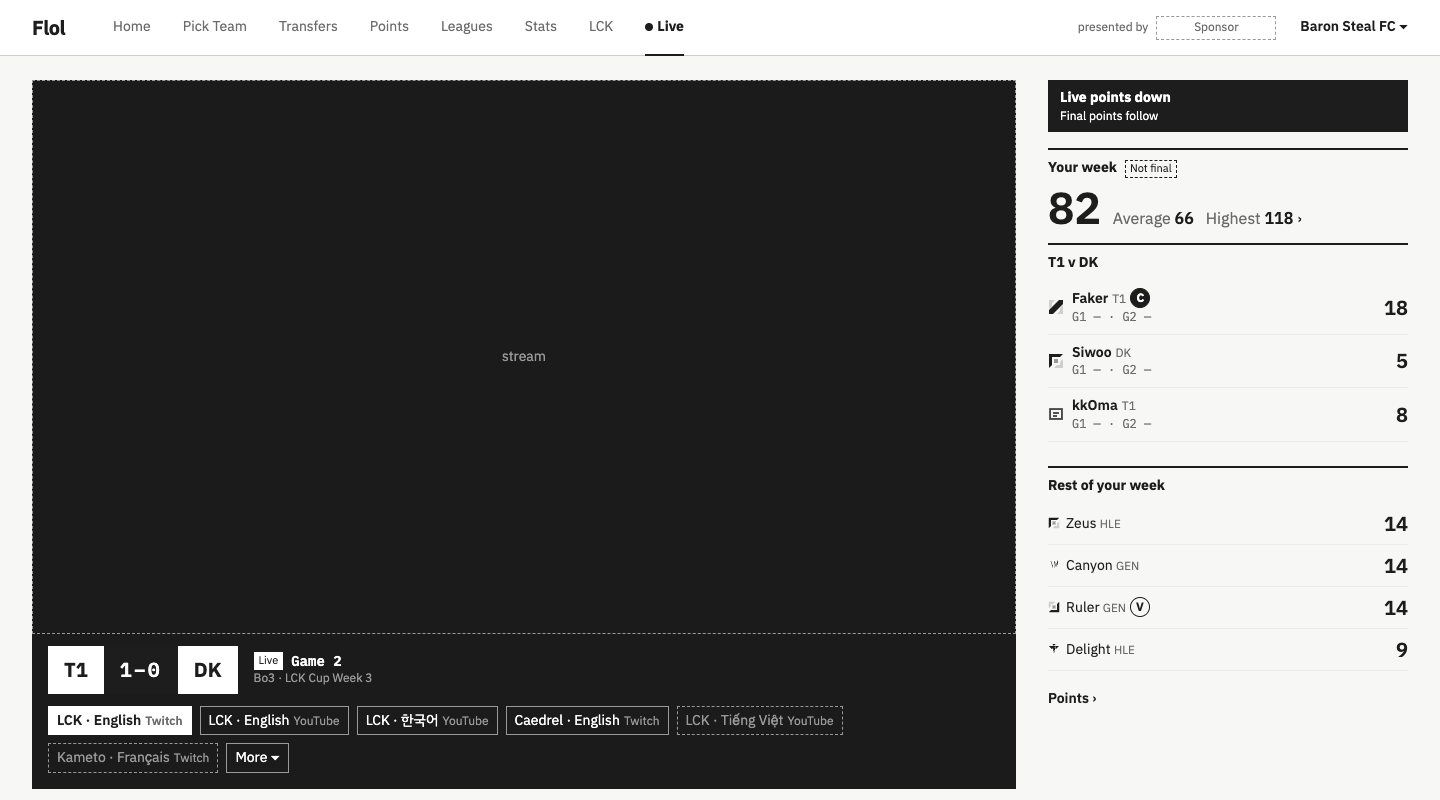 Flol
Home
Pick Team
Transfers
Points
Leagues
Stats
LCK
Live
presented by
Sponsor
Baron Steal FC
stream
T1
1–0
DK
Live
Game 2
Bo3 · LCK Cup Week 3
LCK · English Twitch
LCK · English YouTube
LCK · 한국어 YouTube
Caedrel · English Twitch
LCK · Tiếng Việt YouTube
Kameto · Français Twitch
More
Live points down
Final points follow
Your week
Not final
82
Average 66
Highest 118 ›
T1 v DK
Faker T1 C
G1 – · G2 –
18
Siwoo DK
G1 – · G2 –
5
kkOma T1
G1 – · G2 –
8
Rest of your week
Zeus HLE
14
Canyon GEN
14
Ruler GEN V
14
Delight HLE
9
Points ›